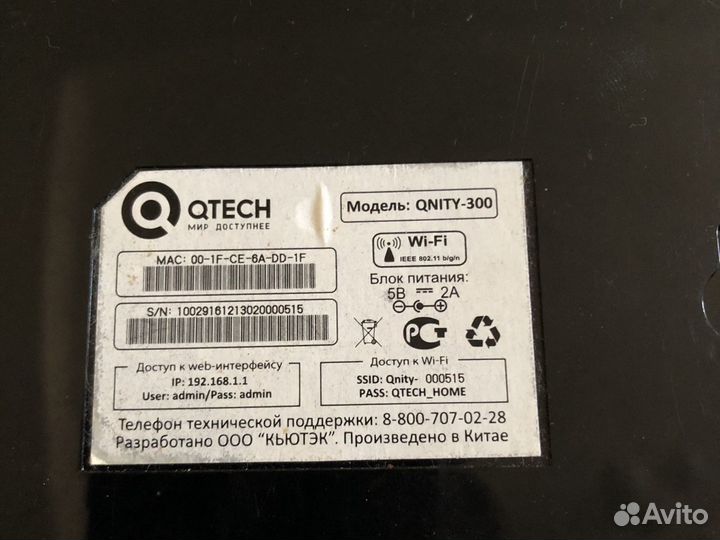 QTECH
МИР ДОСТУПНЕЕ
Модель: QNITY-300
MAC: 00-1F-CE-6A-DD-1F
Wi-Fi
IEEE 802.11 b/g/n
Блок питания:
5В 2А
S/N: 10029161213020000515
PCT
Доступ к web-интерфейсу
IP: 192.168.1.1
User: admin/Pass: admin
Доступ к Wi-Fi
SSID: Qnity- 000515
PASS: QTECH_HOME
Телефон технической поддержки: 8-800-707-02-28
Разработано ООО "КЬЮТЭК". Произведено в Китае
Avito